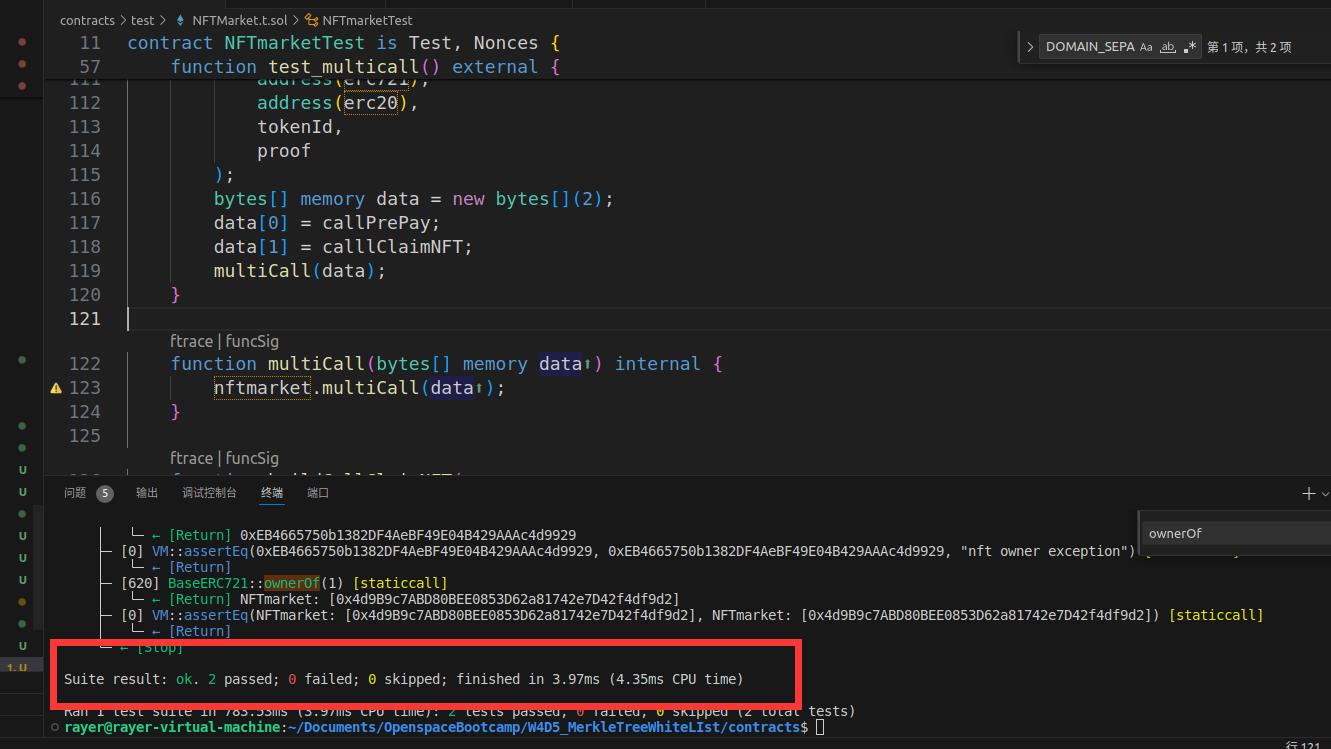 contracts > test > NFTMarket.t.sol > NFTmarketTest
11 contract NFTmarketTest is Test, Nonces {
DOMAIN_SEPA Aa ab .* 第 1 项，共 2 项
57 function test_multicall() external {
111 address(erc721),
112 address(erc20),
113 tokenId,
114 proof
115 );
116 bytes[] memory data = new bytes[](2);
117 data[0] = callPrePay;
118 data[1] = calllClaimNFT;
119 multiCall(data);
120 }
121
ftrace | funcSig
122 function multiCall(bytes[] memory data⬆) internal {
123 nftmarket.multiCall(data⬆);
124 }
125
ftrace | funcSig
问题 5 输出 调试控制台 终端 端口
ownerOf
└─ ← [Return] 0xEB4665750b1382DF4AeBF49E04B429AAAc4d9929
├─ [0] VM::assertEq(0xEB4665750b1382DF4AeBF49E04B429AAAc4d9929, 0xEB4665750b1382DF4AeBF49E04B429AAAc4d9929, "nft owner exception")
│ └─ ← [Return]
├─ [620] BaseERC721::ownerOf(1) [staticcall]
│ └─ ← [Return] NFTmarket: [0x4d9B9c7ABD80BEE0853D62a81742e7D42f4df9d2]
├─ [0] VM::assertEq(NFTmarket: [0x4d9B9c7ABD80BEE0853D62a81742e7D42f4df9d2], NFTmarket: [0x4d9B9c7ABD80BEE0853D62a81742e7D42f4df9d2]) [staticcall]
│ └─ ← [Return]
└─ ← [Stop]
Suite result: ok. 2 passed; 0 failed; 0 skipped; finished in 3.97ms (4.35ms CPU time)
Ran 1 test suite in 783.53ms (3.97ms CPU time): 2 tests passed, 0 failed, 0 skipped (2 total tests)
rayer@rayer-virtual-machine:~/Documents/OpenspaceBootcamp/W4D5_MerkleTreeWhiteLIst/contracts$
U
U
U
U
U
U
1, U
行 121